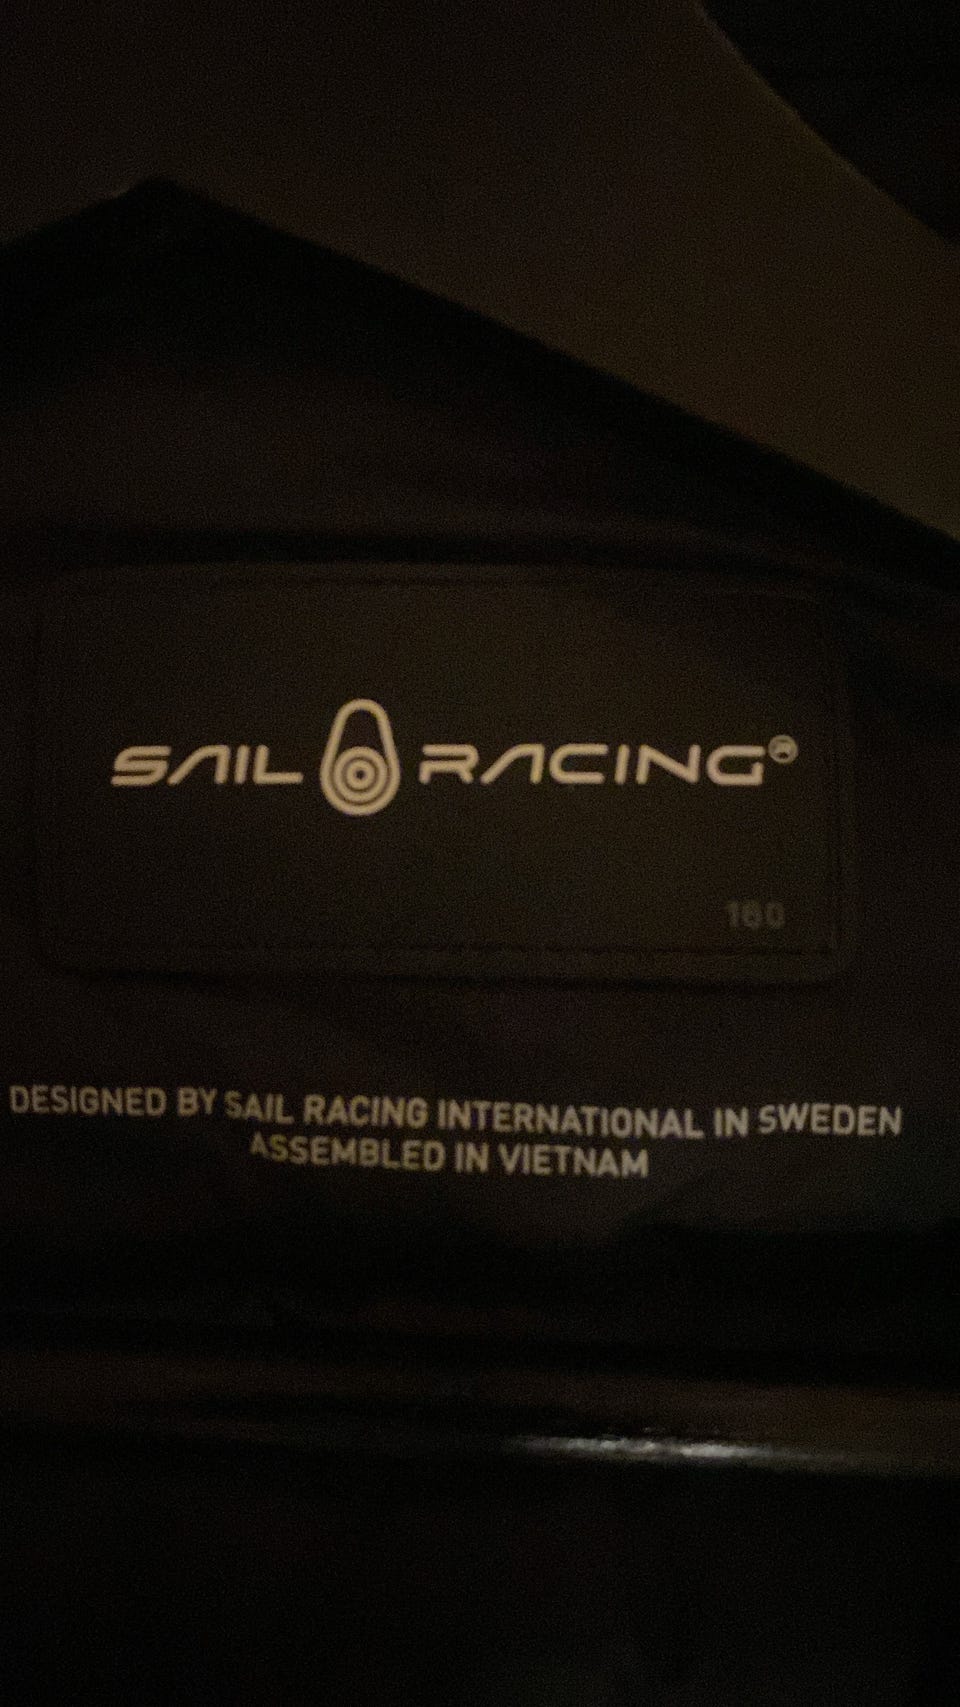 SAIL RACING®
160
DESIGNED BY SAIL RACING INTERNATIONAL IN SWEDEN
ASSEMBLED IN VIETNAM